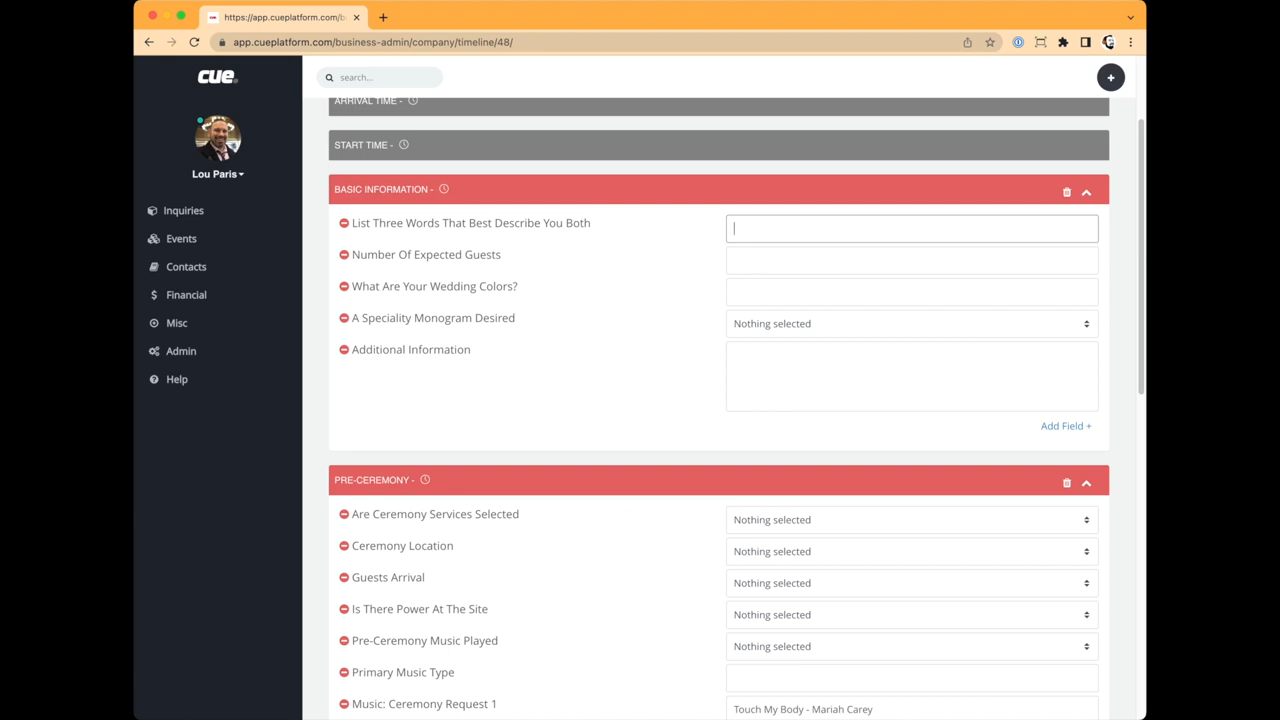 https://app.cueplatform.com/b
app.cueplatform.com/business-admin/company/timeline/48/
cue
search...
Lou Paris
Inquiries
Events
Contacts
Financial
Misc
Admin
Help
ARRIVAL TIME -
START TIME -
BASIC INFORMATION -
List Three Words That Best Describe You Both
Number Of Expected Guests
What Are Your Wedding Colors?
A Speciality Monogram Desired Nothing selected
Additional Information
Add Field +
PRE-CEREMONY -
Are Ceremony Services Selected Nothing selected
Ceremony Location Nothing selected
Guests Arrival Nothing selected
Is There Power At The Site Nothing selected
Pre-Ceremony Music Played Nothing selected
Primary Music Type
Music: Ceremony Request 1 Touch My Body - Mariah Carey